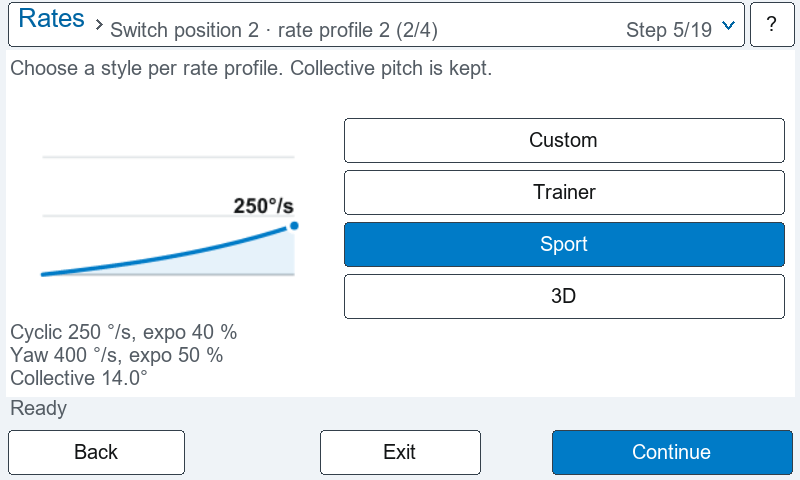 Rates › Switch position 2 · rate profile 2 (2/4) Step 5/19 ?
Choose a style per rate profile. Collective pitch is kept.
Custom
Trainer
250°/s
Sport
3D
Cyclic 250 °/s, expo 40 %
Yaw 400 °/s, expo 50 %
Collective 14.0°
Ready
Back Exit Continue